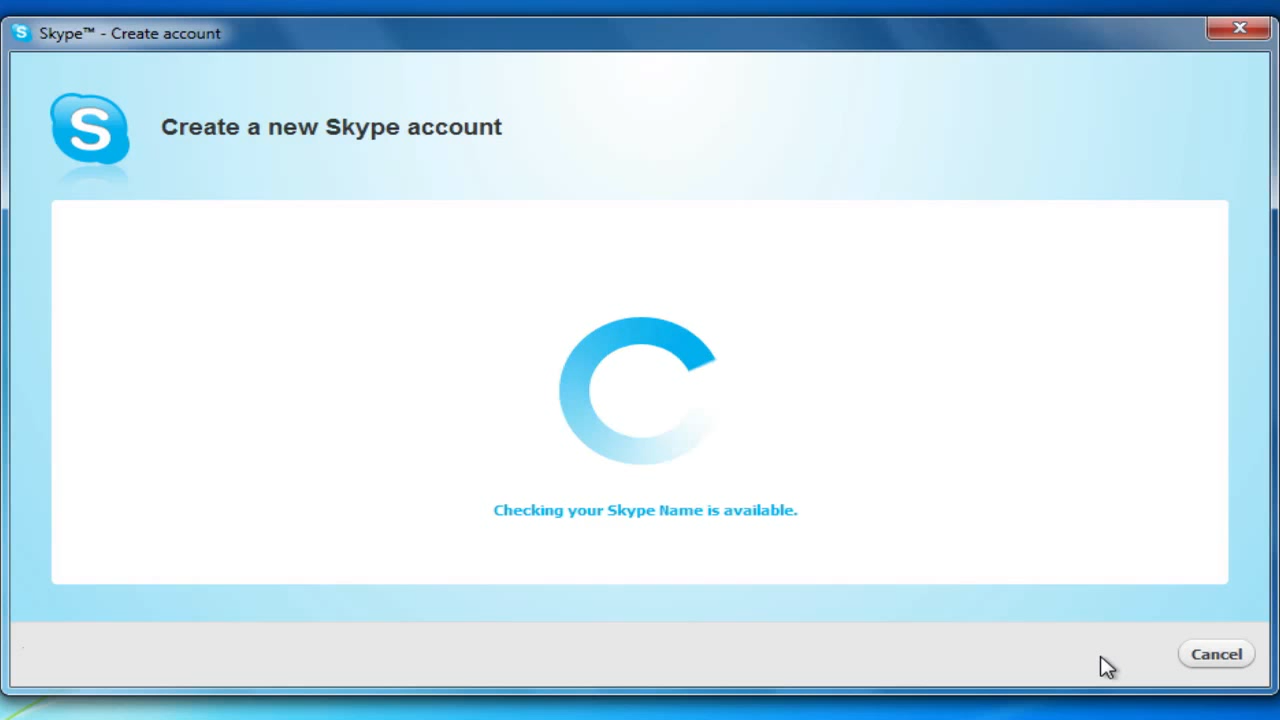 Skype™ - Create account
S
Create a new Skype account
Checking your Skype Name is available.
Cancel